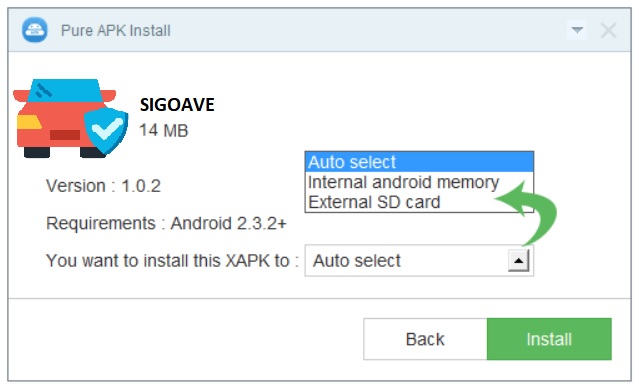 Pure APK Install
SIGOAVE
14 MB
Auto select
Internal android memory
External SD card
Version : 1.0.2
Requirements : Android 2.3.2+
You want to install this XAPK to : Auto select
Back Install